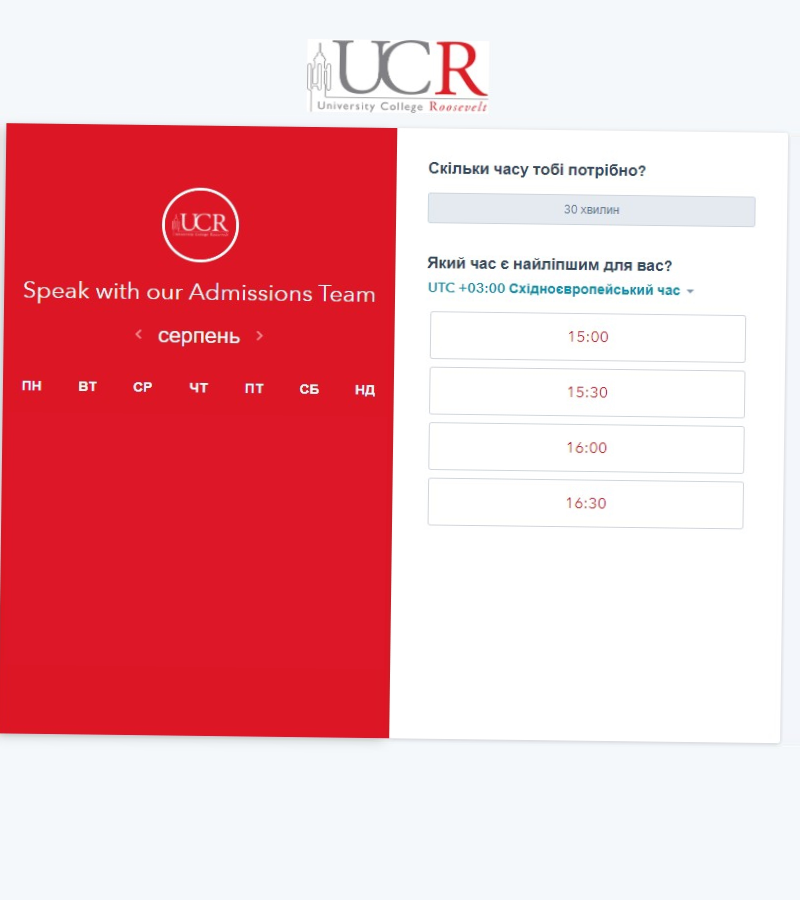 UCR
University College Roosevelt
UCR
Speak with our Admissions Team
серпень
ПН ВТ СР ЧТ ПТ СБ НД
Скільки часу тобі потрібно?
30 хвилин
Який час є найліпшим для вас?
UTC +03:00 Східноєвропейський час
15:00
15:30
16:00
16:30